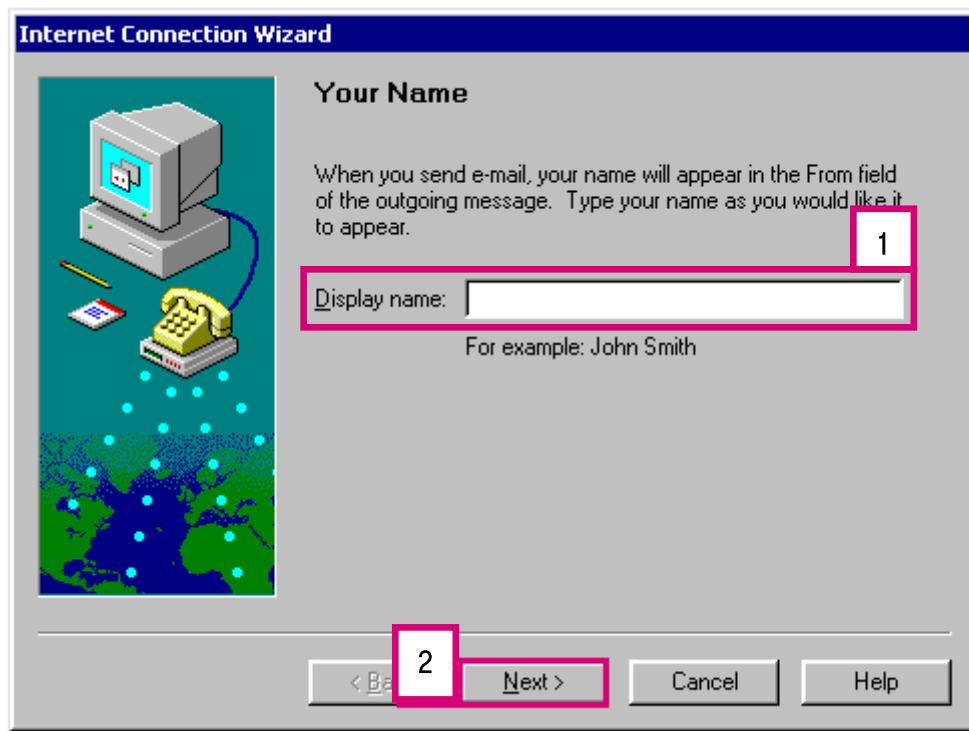 Internet Connection Wizard
Your Name
When you send e-mail, your name will appear in the From field
of the outgoing message. Type your name as you would like it
to appear.
1
Display name:
For example: John Smith
2
< Ba
Next >
Cancel
Help